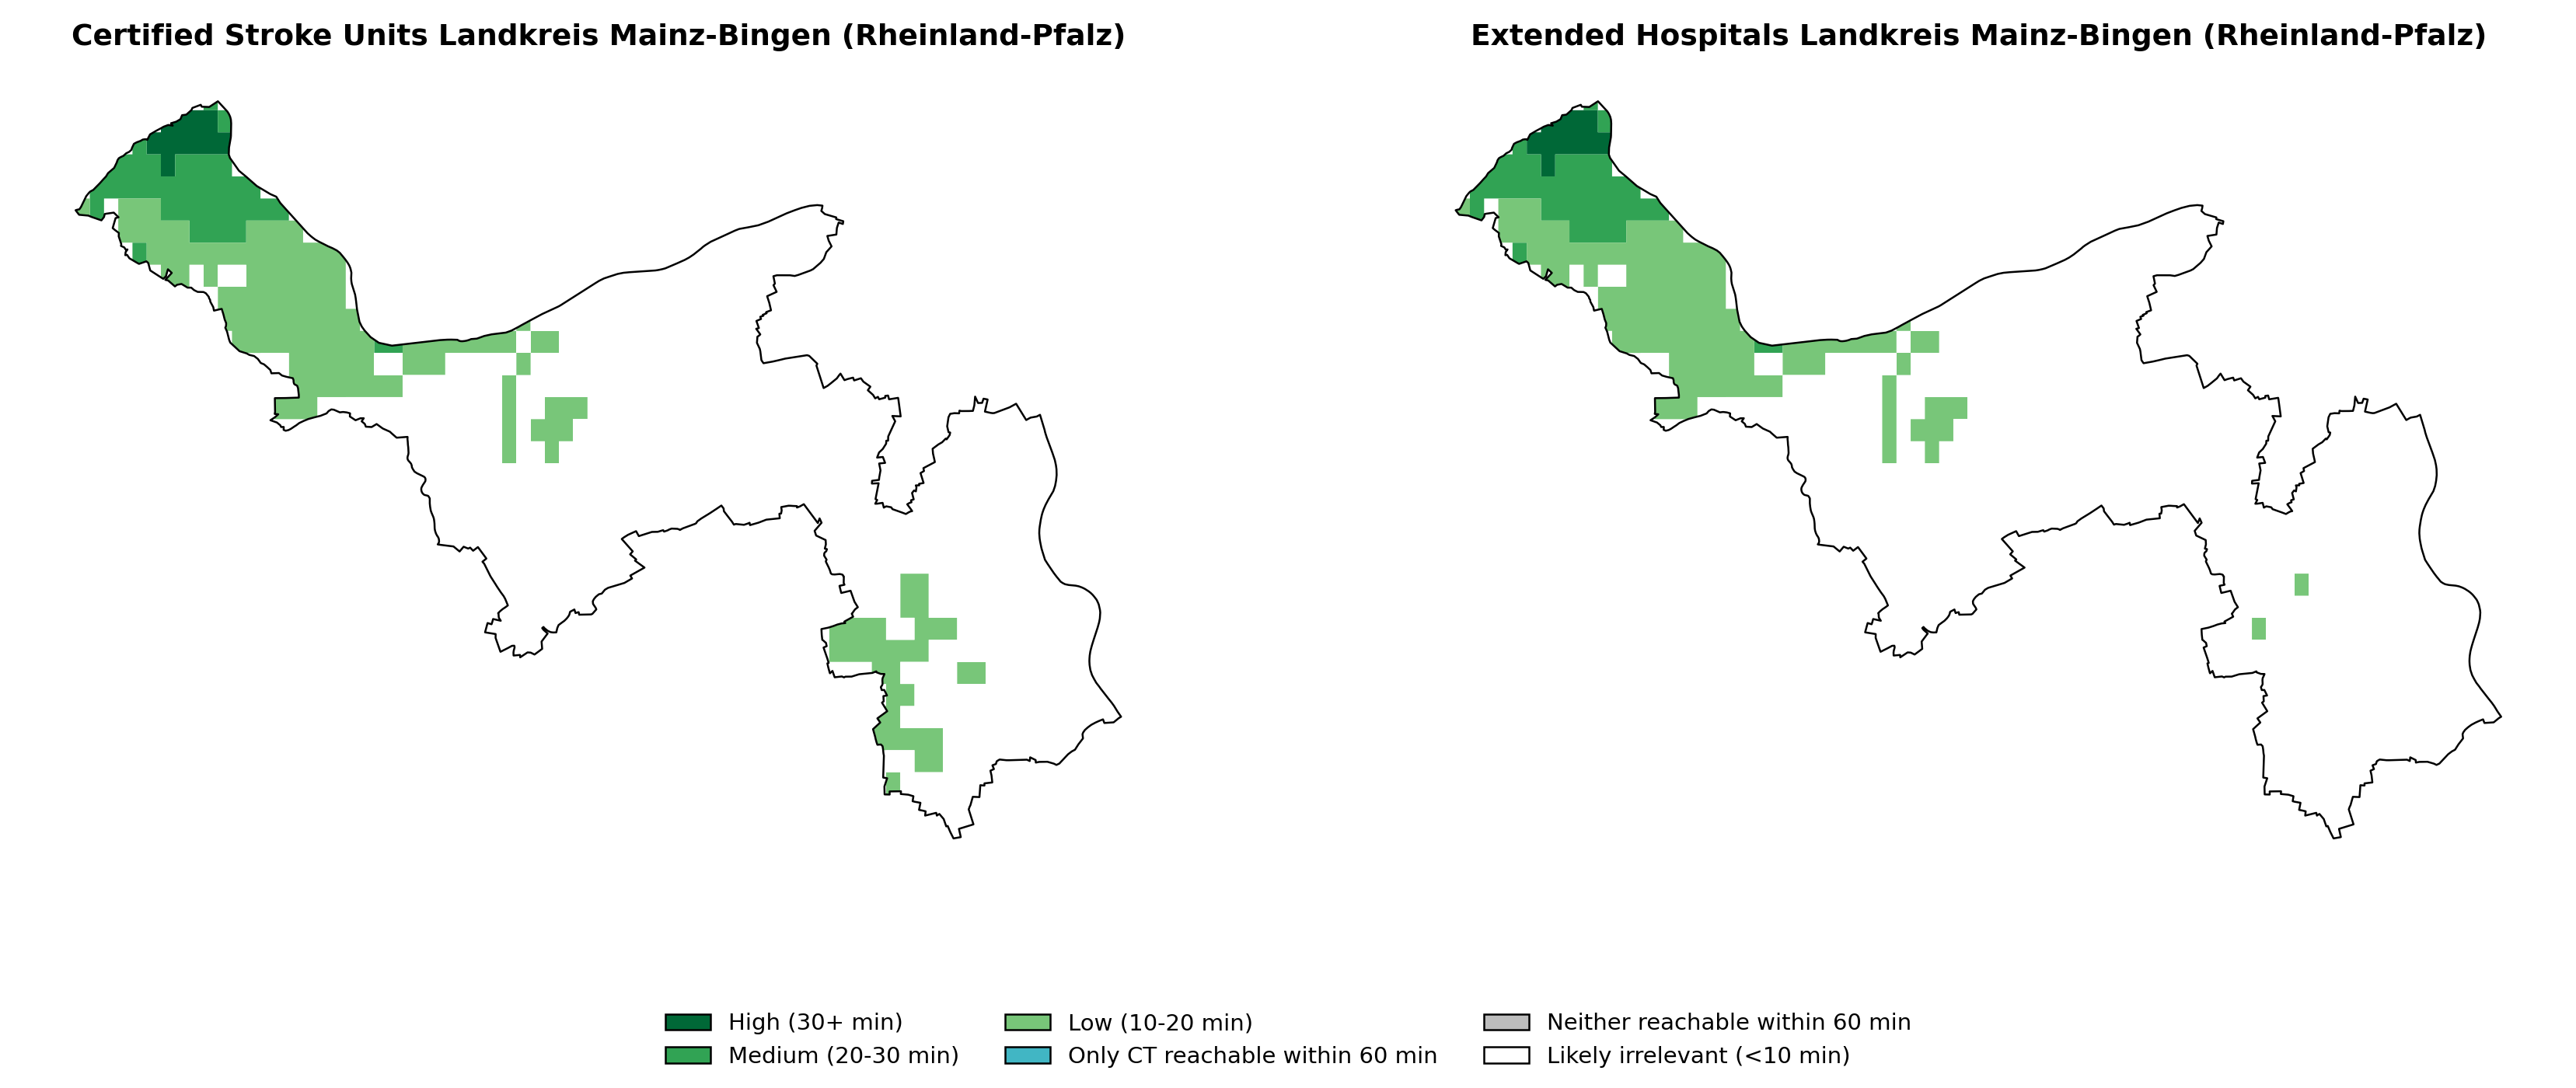 Certified Stroke Units Landkreis Mainz-Bingen (Rheinland-Pfalz)
Extended Hospitals Landkreis Mainz-Bingen (Rheinland-Pfalz)
High (30+ min)
Medium (20-30 min)
Low (10-20 min)
Only CT reachable within 60 min
Neither reachable within 60 min
Likely irrelevant (<10 min)